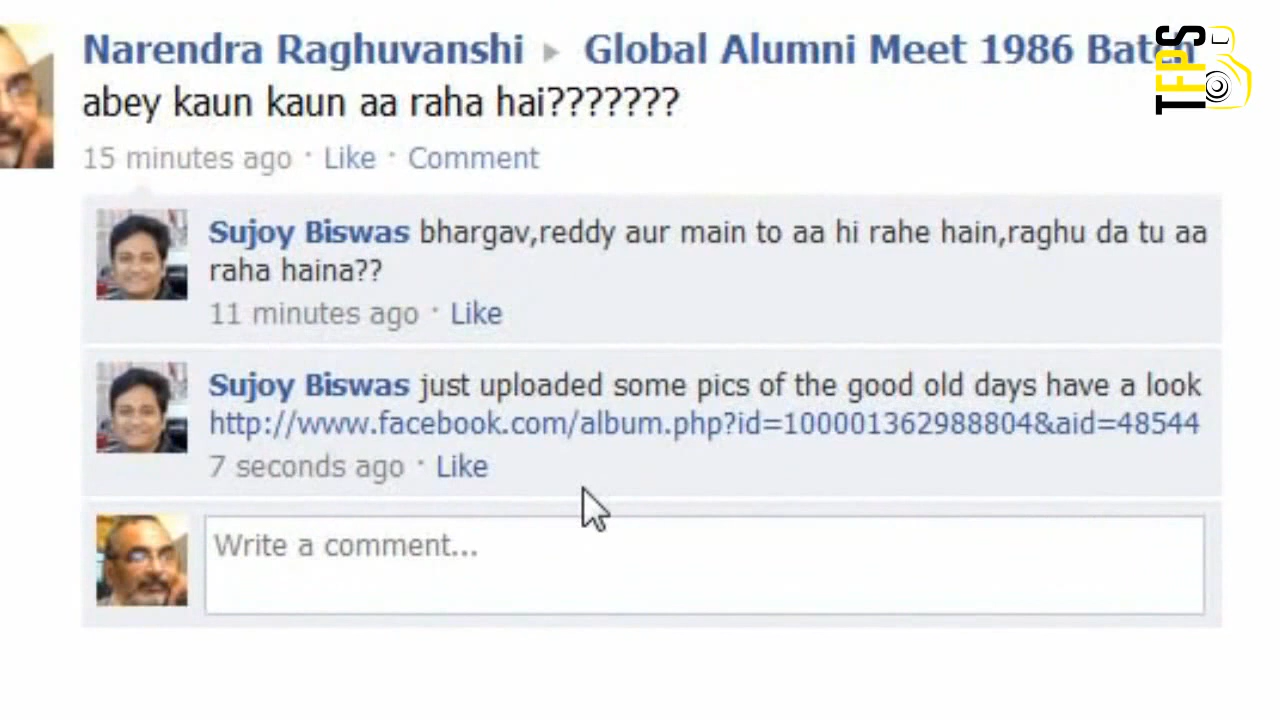 Narendra Raghuvanshi ▸ Global Alumni Meet 1986 Batch
abey kaun kaun aa raha hai???????
15 minutes ago · Like · Comment
Sujoy Biswas bhargav,reddy aur main to aa hi rahe hain,raghu da tu aa
raha haina??
11 minutes ago · Like
Sujoy Biswas just uploaded some pics of the good old days have a look
http://www.facebook.com/album.php?id=100001362988804&aid=48544
7 seconds ago · Like
Write a comment...
TFPS